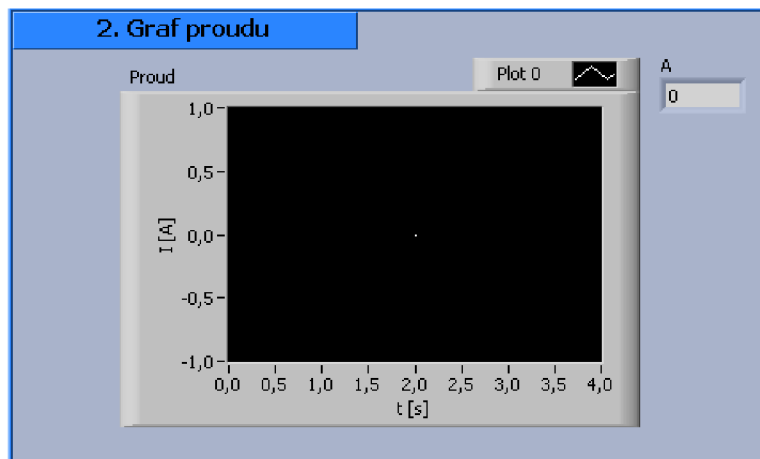 2. Graf proudu
Proud
Plot 0
A
0
1,0
0,5
0,0
-0,5
-1,0
I [A]
0,0 0,5 1,0 1,5 2,0 2,5 3,0 3,5 4,0
t [s]